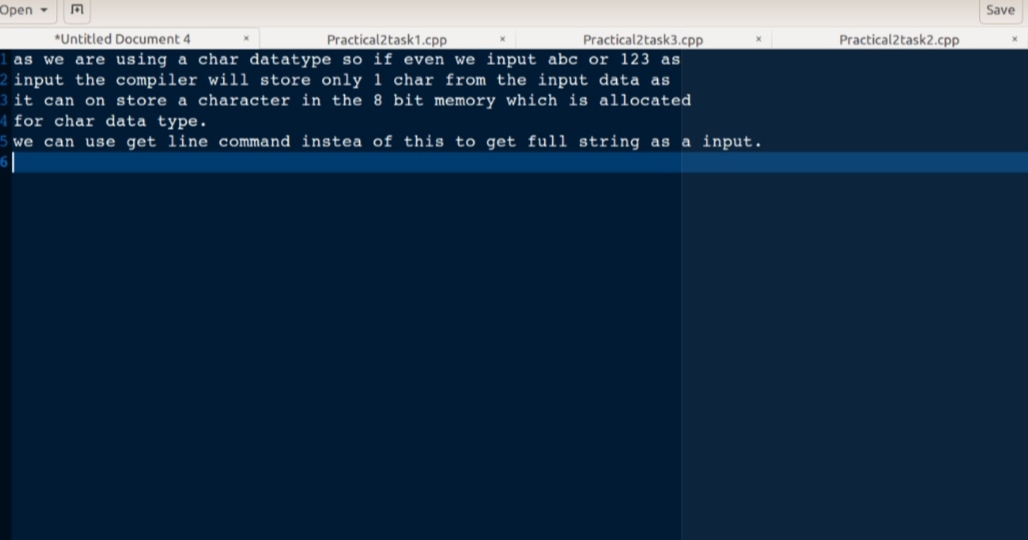 Open Save
*Untitled Document 4 × Practical2task1.cpp × Practical2task3.cpp × Practical2task2.cpp ×
1 as we are using a char datatype so if even we input abc or 123 as
2 input the compiler will store only 1 char from the input data as
3 it can on store a character in the 8 bit memory which is allocated
4 for char data type.
5 we can use get line command instea of this to get full string as a input.
6